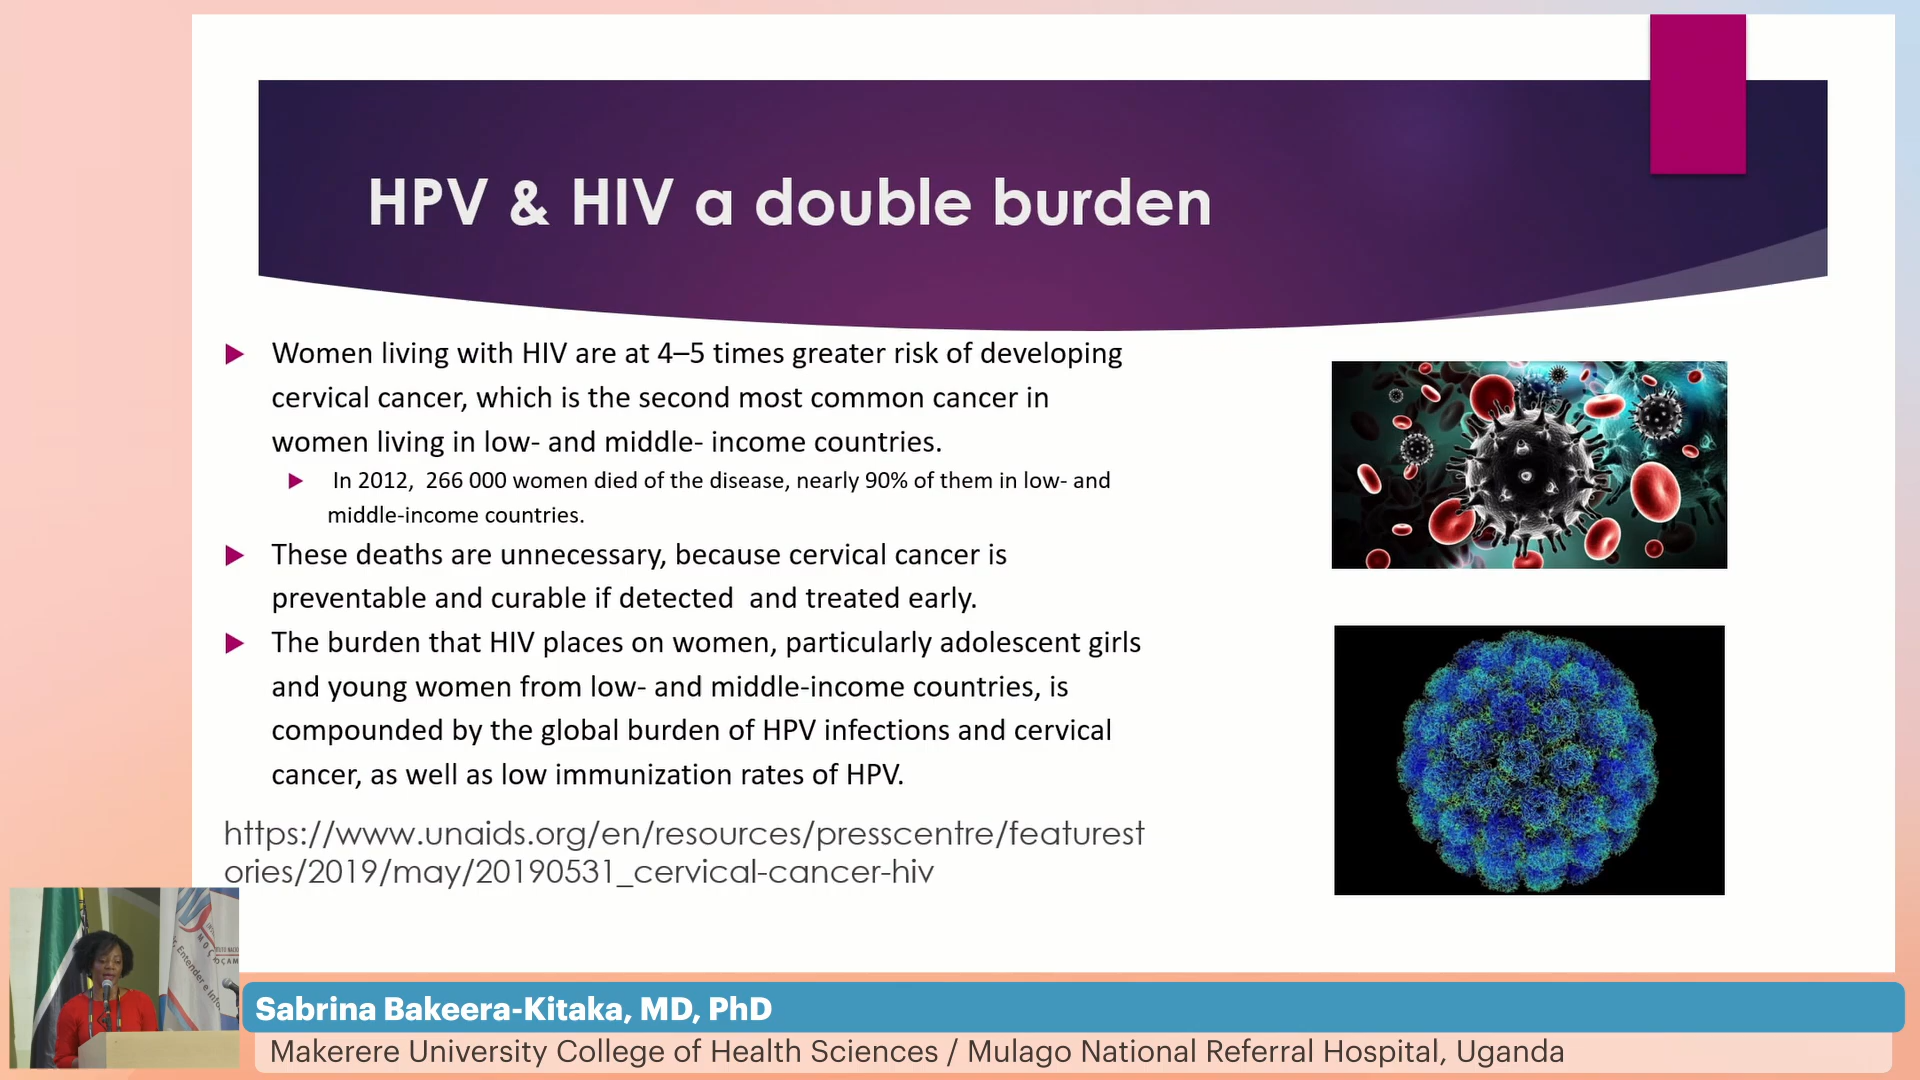 HPV & HIV a double burden
Women living with HIV are at 4–5 times greater risk of developing
cervical cancer, which is the second most common cancer in
women living in low- and middle- income countries.
In 2012, 266 000 women died of the disease, nearly 90% of them in low- and
middle-income countries.
These deaths are unnecessary, because cervical cancer is
preventable and curable if detected and treated early.
The burden that HIV places on women, particularly adolescent girls
and young women from low- and middle-income countries, is
compounded by the global burden of HPV infections and cervical
cancer, as well as low immunization rates of HPV.
https://www.unaids.org/en/resources/presscentre/featurest
ories/2019/may/20190531_cervical-cancer-hiv
Entender e
Sabrina Bakeera-Kitaka, MD, PhD
Makerere University College of Health Sciences / Mulago National Referral Hospital, Uganda